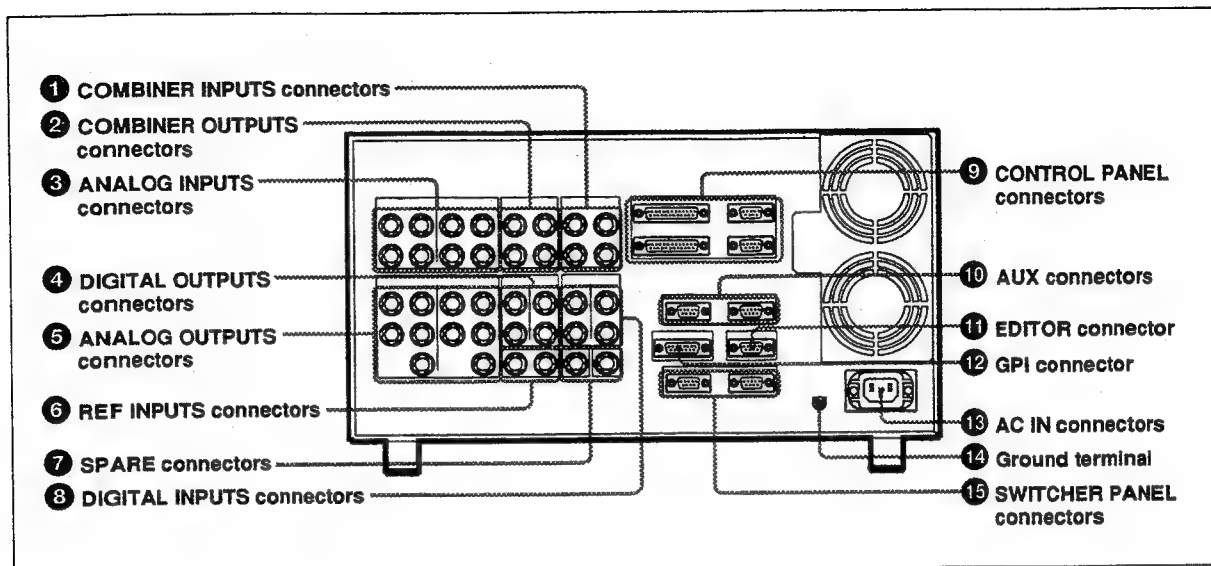 1 COMBINER INPUTS connectors
2 COMBINER OUTPUTS
connectors
3 ANALOG INPUTS
connectors
4 DIGITAL OUTPUTS
connectors
5 ANALOG OUTPUTS
connectors
6 REF INPUTS connectors
7 SPARE connectors
8 DIGITAL INPUTS connectors
9 CONTROL PANEL
connectors
10 AUX connectors
11 EDITOR connector
12 GPI connector
13 AC IN connectors
14 Ground terminal
15 SWITCHER PANEL
connectors